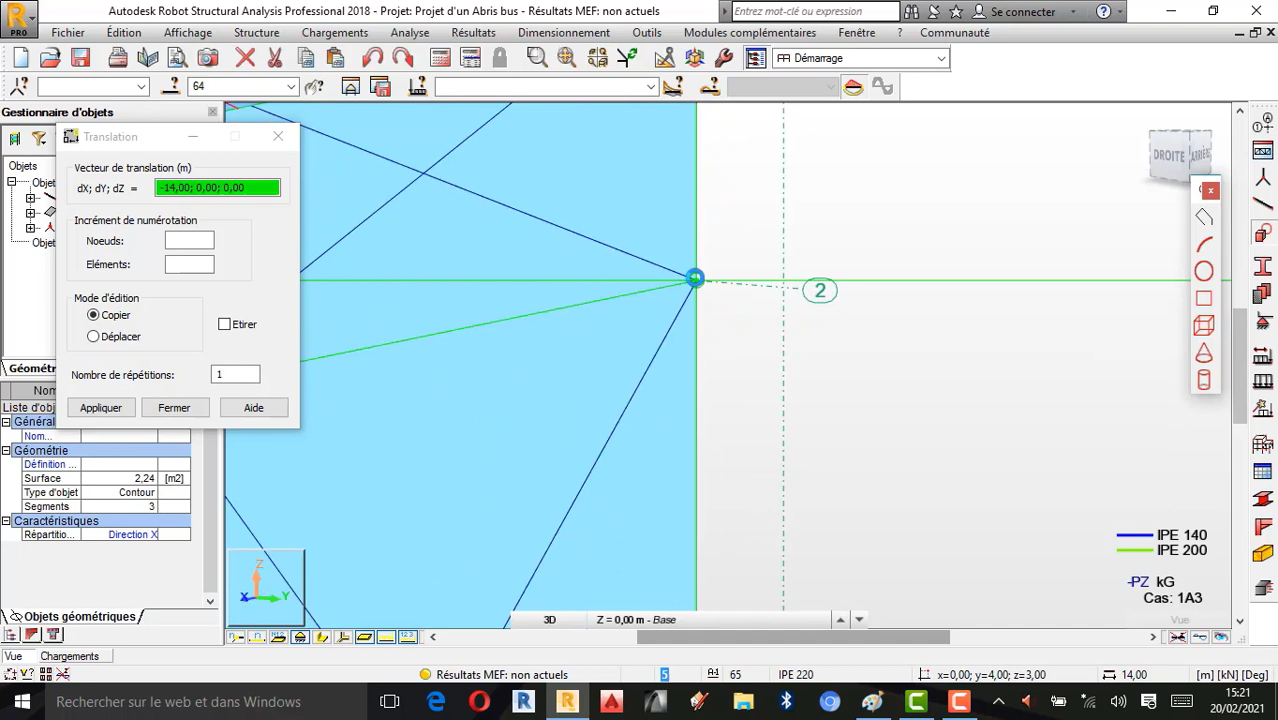 Autodesk Robot Structural Analysis Professional 2018 - Projet: Projet d'un Abris bus - Résultats MEF: non actuels
Entrez mot-clé ou expression
Se connecter
PRO
Fichier Édition Affichage Structure Chargements Analyse Résultats Dimensionnement Outils Modules complémentaires Fenêtre ? Communauté
Démarrage
64
Gestionnaire d'objets
Translation
Vecteur de translation (m)
dX; dY; dZ =
-14,00; 0,00; 0,00
Incrément de numérotation
Noeuds:
Eléments:
Mode d'édition
Copier
Etirer
Déplacer
Nombre de répétitions: 1
Appliquer Fermer Aide
Objets
Objet
Objet
Géométr
Nom
Liste d'obj
Général
Nom...
Géométrie
Définition ...
Surface 2,24 [m2]
Type d'objet Contour
Segments 3
Caractéristiques
Répartitio... Direction X
Objets géométriques
DROITE
ARRIÈRE
2
IPE 140
IPE 200
-PZ kG
Cas: 1A3
Vue
Z
X
Y
3D
Z = 0,00 m - Base
Vue Chargements
Résultats MEF: non actuels
5
65
IPE 220
x=0,00; y=4,00; z=3,00
14,00
[m] [kN] [Deg]
Rechercher sur le web et dans Windows
15:21
20/02/2021